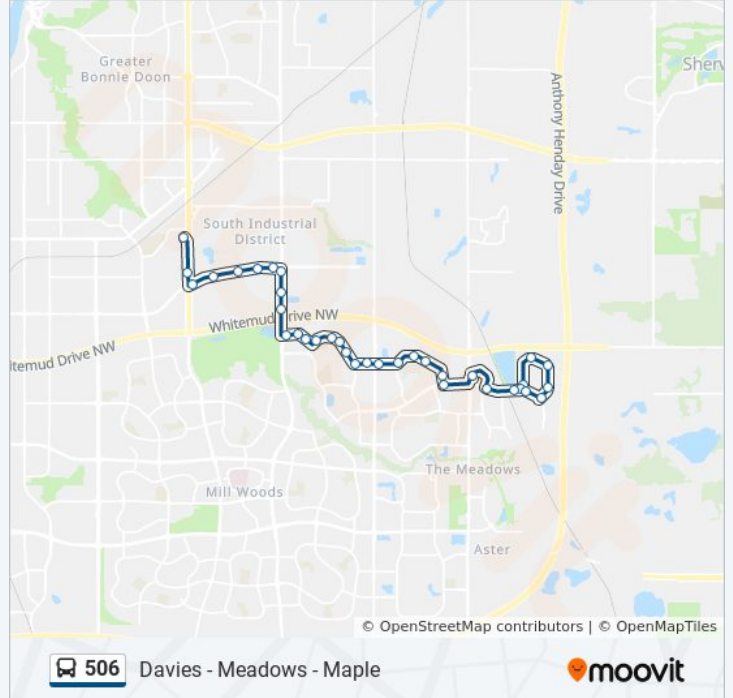 Greater
Bonnie Doon
Sherw
Anthony Henday Drive
South Industrial
District
Whitemud Drive NW
itemud Drive NW
The Meadows
Mill Woods
Aster
© OpenStreetMap contributors | © OpenMapTiles
506 Davies - Meadows - Maple
moovit